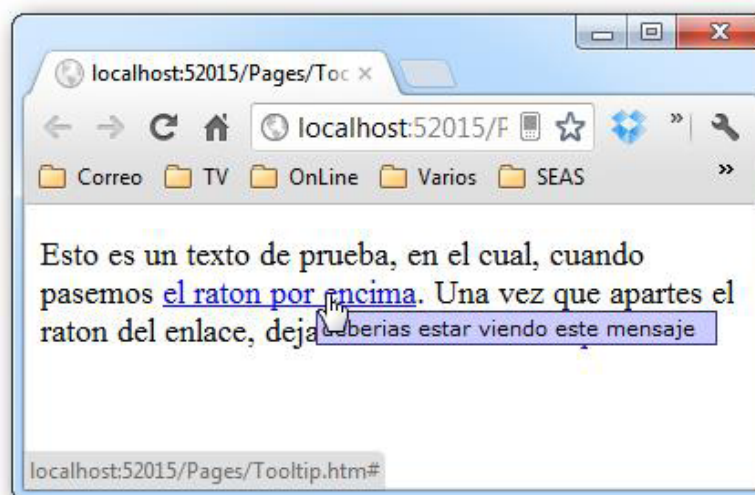 localhost:52015/Pages/Toc
localhost:52015/P
Correo TV OnLine Varios SEAS
Esto es un texto de prueba, en el cual, cuando
pasemos el raton por encima. Una vez que apartes el
raton del enlace, deja
deberias estar viendo este mensaje
localhost:52015/Pages/Tooltip.htm#